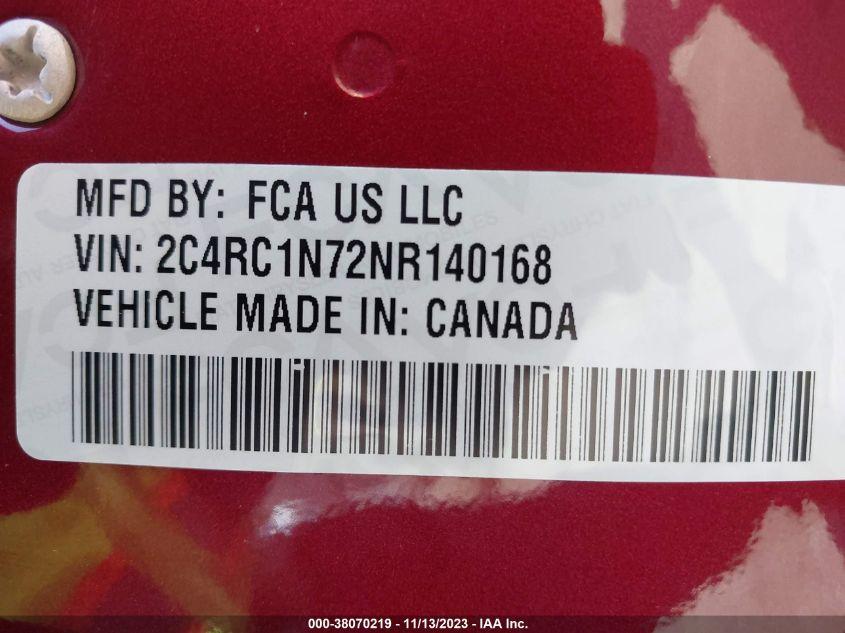 MFD BY: FCA US LLC
VIN: 2C4RC1N72NR140168
VEHICLE MADE IN: CANADA
000-38070219 - 11/13/2023 - IAA Inc.